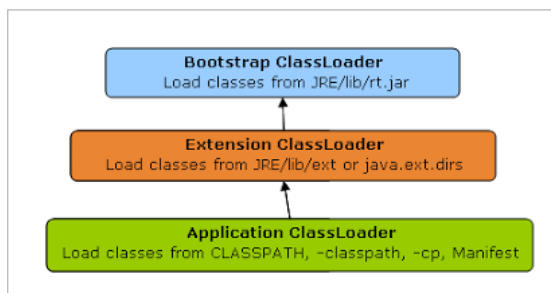 Bootstrap ClassLoader
Load classes from JRE/lib/rt.jar
Extension ClassLoader
Load classes from JRE/lib/ext or java.ext.dirs
Application ClassLoader
Load classes from CLASSPATH, -classpath, -cp, Manifest